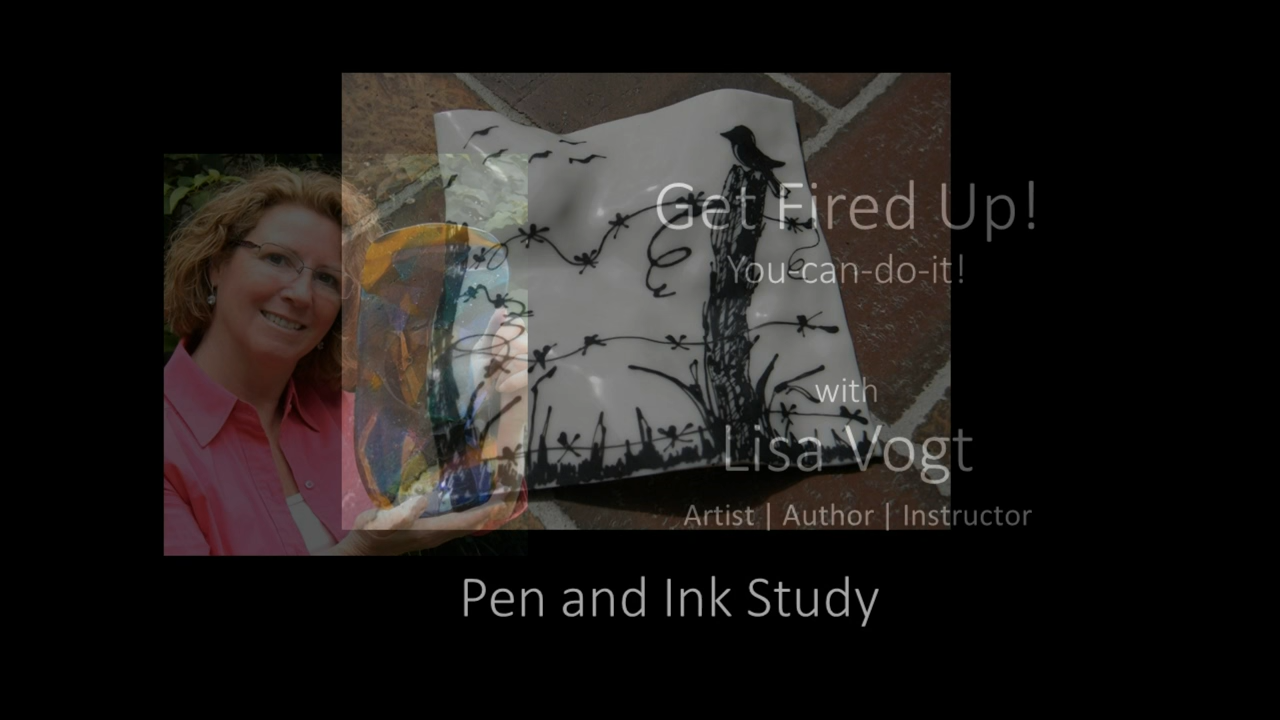 Get Fired Up!
You-can-do-it!
with
Lisa Vogt
Artist | Author | Instructor
Pen and Ink Study